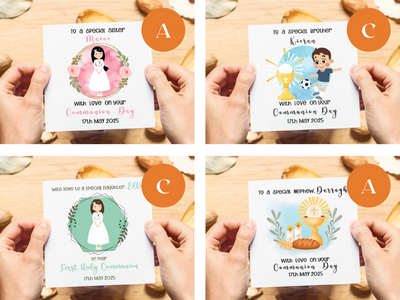 A
To a special Sister
Maeve
With Love on your
Communion Day
17th May 2025
C
To a special Brother
Kieran
With Love on your
Communion Day
17th May 2025
C
With love to a special Daughter, Ell
on your
First Holy Communion
17th May 2025
A
To a special Nephew, Darragh
With Love on your
Communion Day
17th May 2025